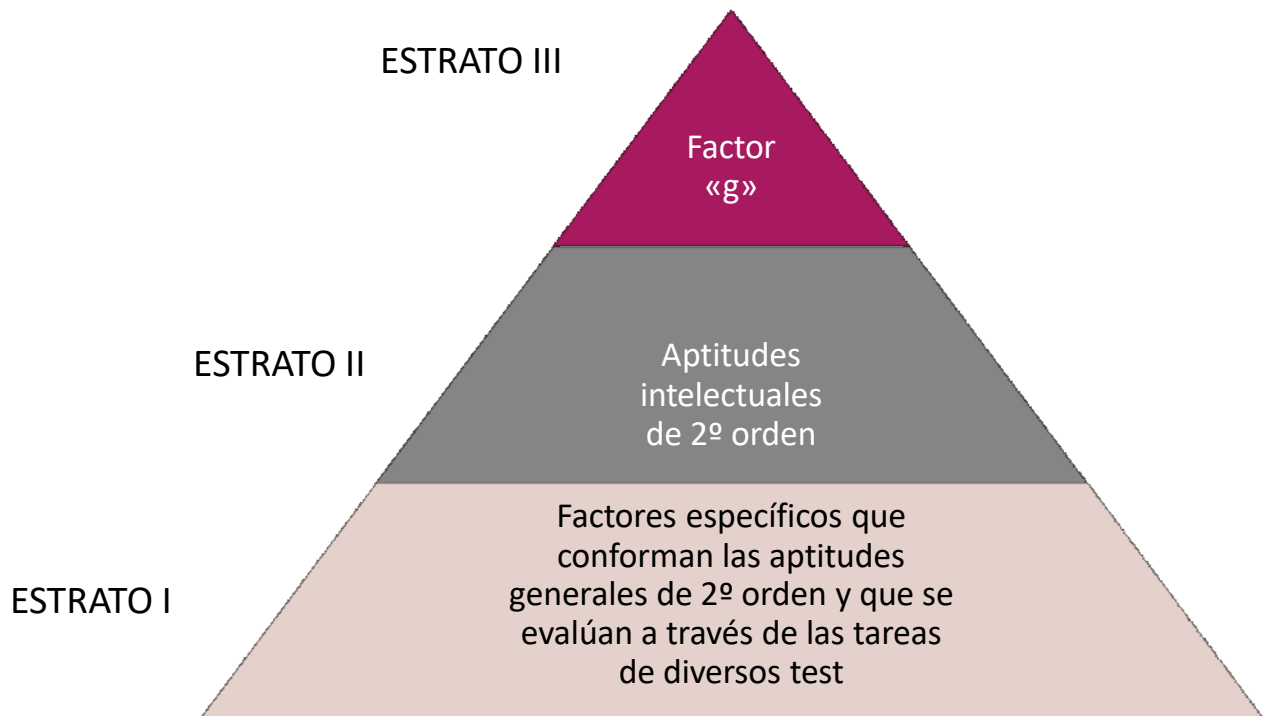 ESTRATO III
Factor
«g»
ESTRATO II
Aptitudes
intelectuales
de 2º orden
ESTRATO I
Factores específicos que
conforman las aptitudes
generales de 2º orden y que se
evalúan a través de las tareas
de diversos test